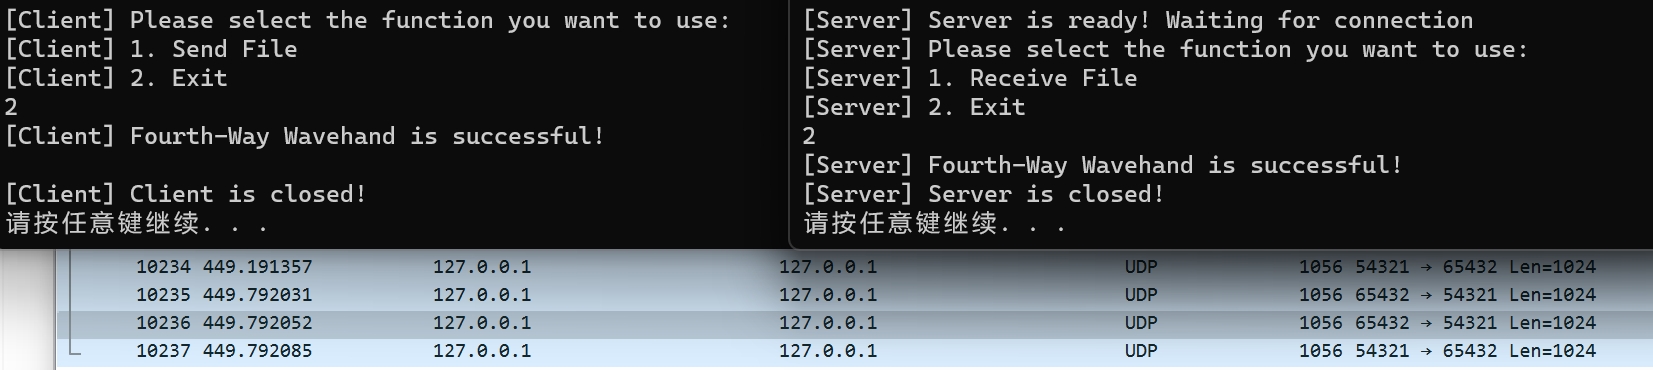 [Client] Please select the function you want to use:
[Client] 1. Send File
[Client] 2. Exit
2
[Client] Fourth-Way Wavehand is successful!
[Client] Client is closed!
请按任意键继续. . .
[Server] Server is ready! Waiting for connection
[Server] Please select the function you want to use:
[Server] 1. Receive File
[Server] 2. Exit
2
[Server] Fourth-Way Wavehand is successful!
[Server] Server is closed!
请按任意键继续. . .
10234 449.191357 127.0.0.1 127.0.0.1 UDP 1056 54321 → 65432 Len=1024
10235 449.792031 127.0.0.1 127.0.0.1 UDP 1056 65432 → 54321 Len=1024
10236 449.792052 127.0.0.1 127.0.0.1 UDP 1056 65432 → 54321 Len=1024
10237 449.792085 127.0.0.1 127.0.0.1 UDP 1056 54321 → 65432 Len=1024